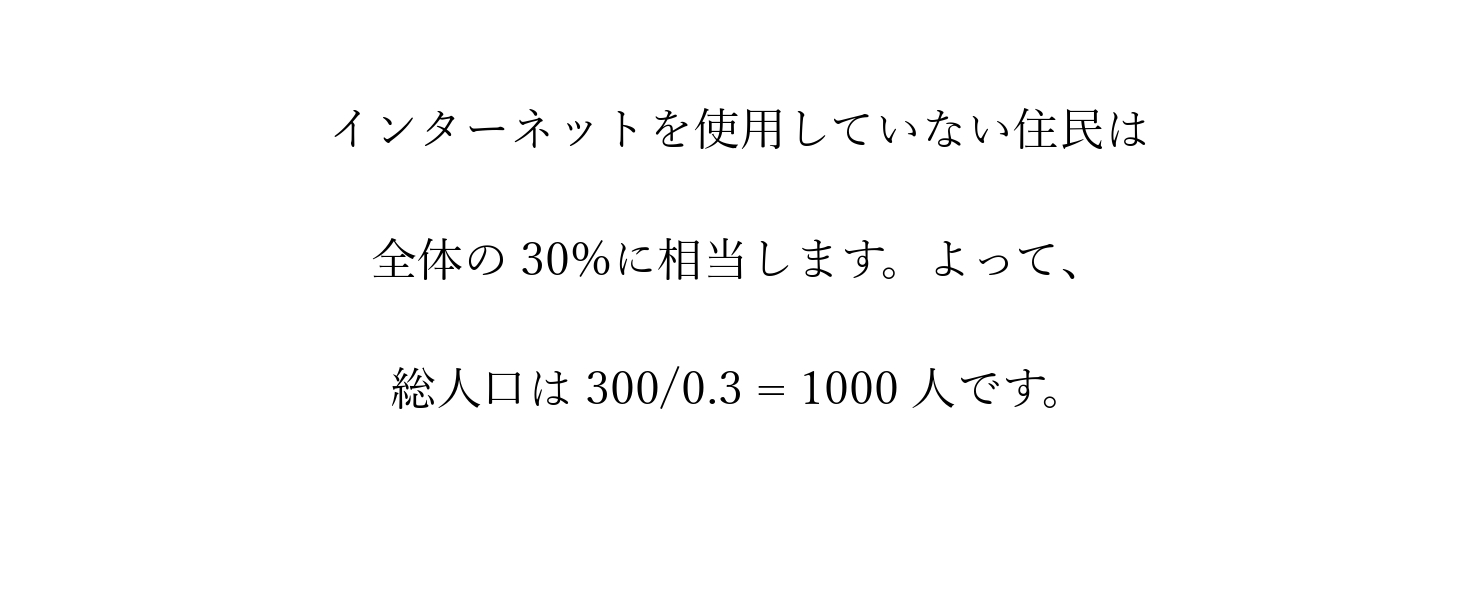 インターネットを使用していない住民は
全体の 30%に相当します。よって、
総人口は 300/0.3 = 1000 人です。